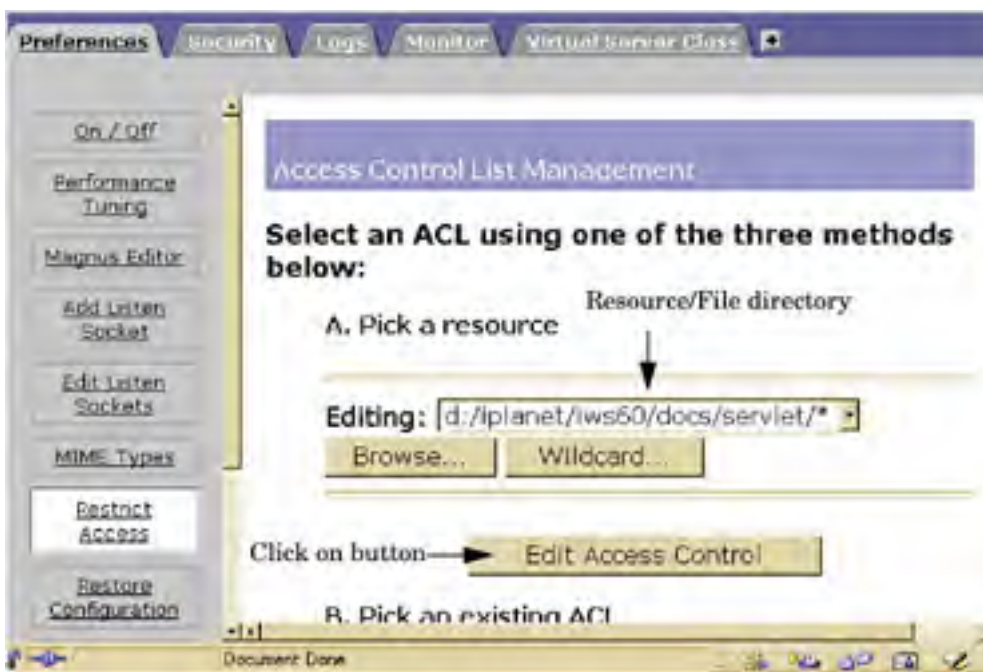 Preferences Security Logs Monitor Virtual Server Class
On / Off
Performance
Tuning
Magnus Editor
Add Listen
Socket
Edit Listen
Sockets
MIME Types
Restrict
Access
Restore
Configuration
Access Control List Management
Select an ACL using one of the three methods
below:
Resource/File directory
A. Pick a resource
Editing: d:/iplanet/iws60/docs/servlet/*
Browse... Wildcard...
Click on button
Edit Access Control
B. Pick an existing ACL
Document Done